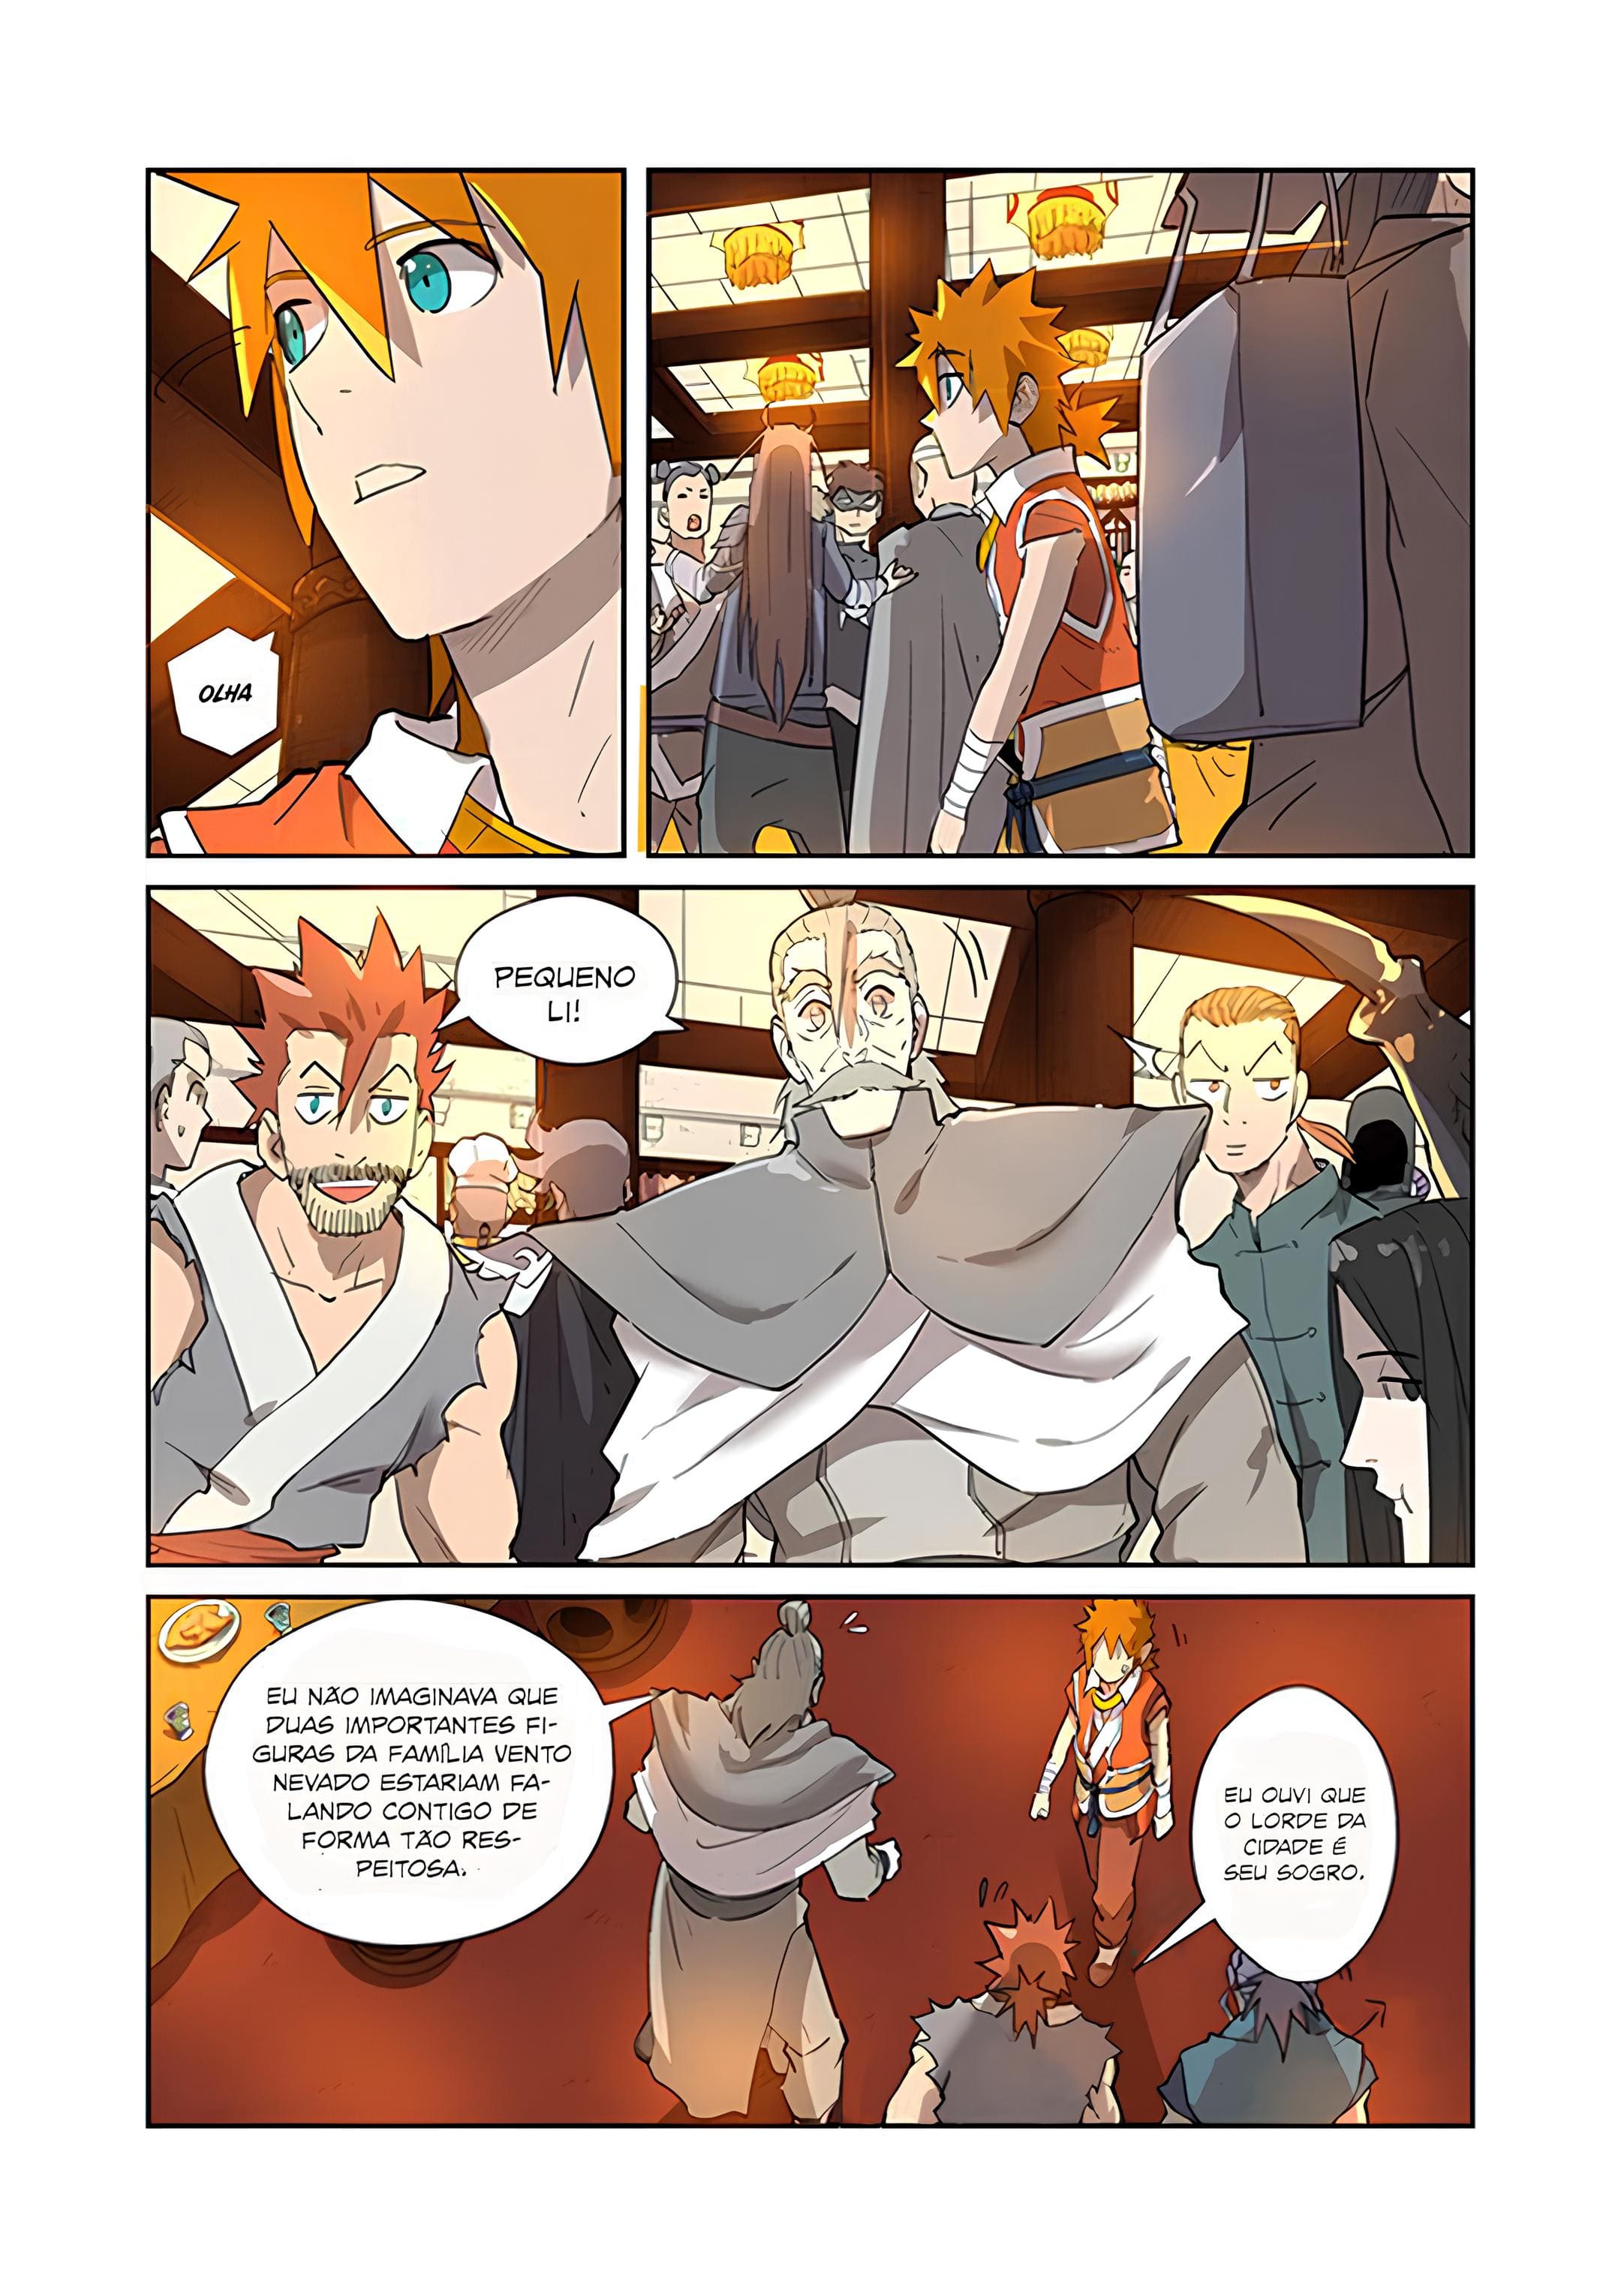 OLHA
PEQUENO
LI!
EU NÃO IMAGINAVA QUE
DUAS IMPORTANTES FI-
GURAS DA FAMÍLIA VENTO
NEVADO ESTARIAM FA-
LANDO CONTIGO DE
FORMA TÃO RES-
PEITOSA.
EU OUVI QUE
O LORDE DA
CIDADE É
SEU SOGRO.